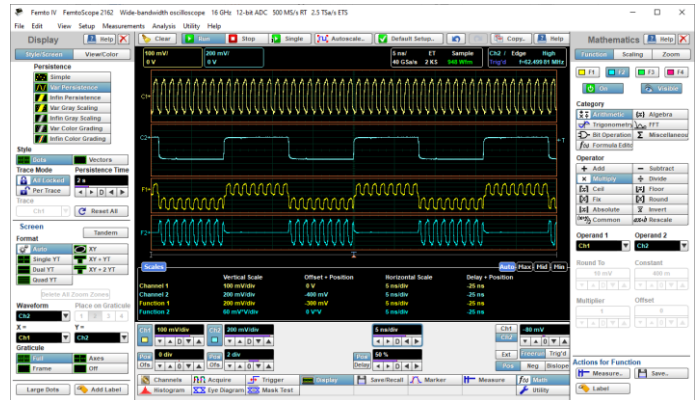 Femto IV FemtoScope 2162 Wide-bandwidth oscilloscope 16 GHz 12-bit ADC 500 MS/s RT 2.5 TSa/s ETS
File Edit View Setup Measurements Analysis Utility Help
Display Help X
Clear Run Stop Single Autoscale.. Default Setup.. Copy.. Help
Mathematics Help X
Style/Screen View/Color
Persistence
Simple
Var Persistence
Infin Persistence
Var Gray Scaling
Infin Gray Scaling
Var Color Grading
Infin Color Grading
Style
Dots Vectors
Trace Mode Persistence Time
All Locked 2 s
Per Trace D
Trace
Ch1 Reset All
Screen
Format Tandem
Auto XY
Single YT XY + YT
Dual YT XY + 2 YT
Quad YT
Delete All Zoom Zones
Waveform Place on Graticule
Ch2 1 2 3 4
X = Y =
Ch1 Ch2
Graticule
Full Axes
Frame Off
Large Dots Add Label
100 mV/ 200 mV/
0 V 0 V
5 ns/ ET Sample
40 GSa/s 2 KS 948 Wfm
Ch2 / Edge High
Trig'd f=62.499 81 MHz
C1
C2
T
F1
F2
Scales Auto Max Mid Min
Vertical Scale Offset + Position Horizontal Scale Delay + Position
Channel 1 100 mV/div 0 V 5 ns/div -25 ns
Channel 2 200 mV/div -400 mV 5 ns/div -25 ns
Function 1 200 mV/div -300 mV 5 ns/div -25 ns
Function 2 60 mV*V/div 0 V*V 5 ns/div -25 ns
Ch1 100 mV/div Ch2 200 mV/div 5 ns/div Ch1 -80 mV
Ch2
Pos 0 div Pos 2 div Pos 50 % Ext Freerun Trig'd
Ofs Ofs Delay Pos Neg Bislope
Channels Acquire Trigger Display Save/Recall Marker Measure Math
Histogram Eye Diagram Mask Test Utility
Function Scaling Zoom
F1 F2 F3 F4
On Visible
Category
Arithmetic Algebra
Trigonometry FFT
Bit Operation Miscellaneous
Formula Editor
Operator
+ Add − Subtract
× Multiply ÷ Divide
Ceil Floor
Fix Round
Absolute Invert
Common ax+b Rescale
Operand 1 Operand 2
Ch1 Ch2
Round To Constant
10 mV 400 m
Multiplier Offset
1 0
Actions for Function
Measure.. Save..
Label